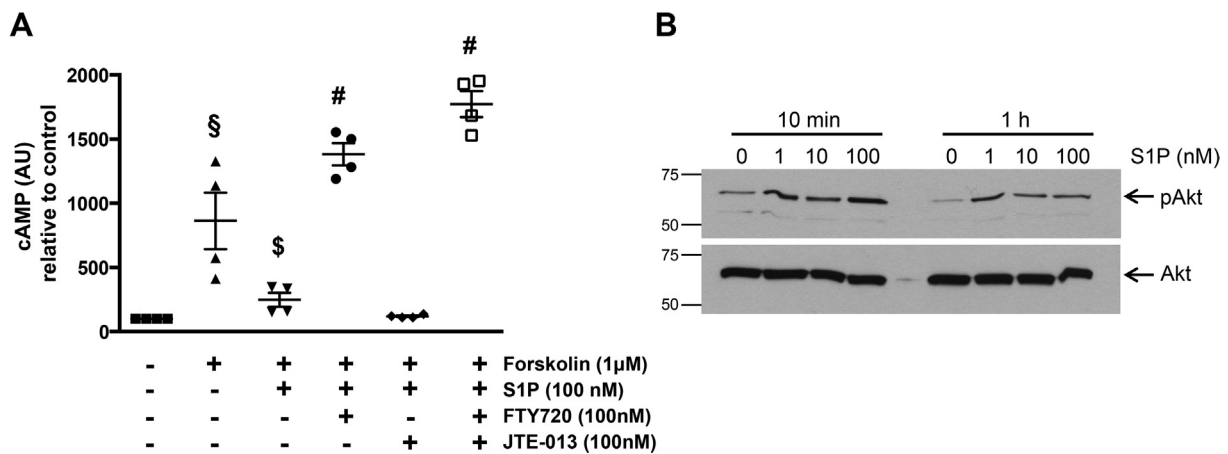 A
cAMP (AU)
relative to control
2000
1500
1000
500
0
§
$
#
#
- + + + + + Forskolin (1µM)
- - + + + + S1P (100 nM)
- - - + - + FTY720 (100nM)
- - - - + + JTE-013 (100nM)
B
10 min 1 h
0 1 10 100 0 1 10 100 S1P (nM)
75
50
pAkt
75
50
Akt